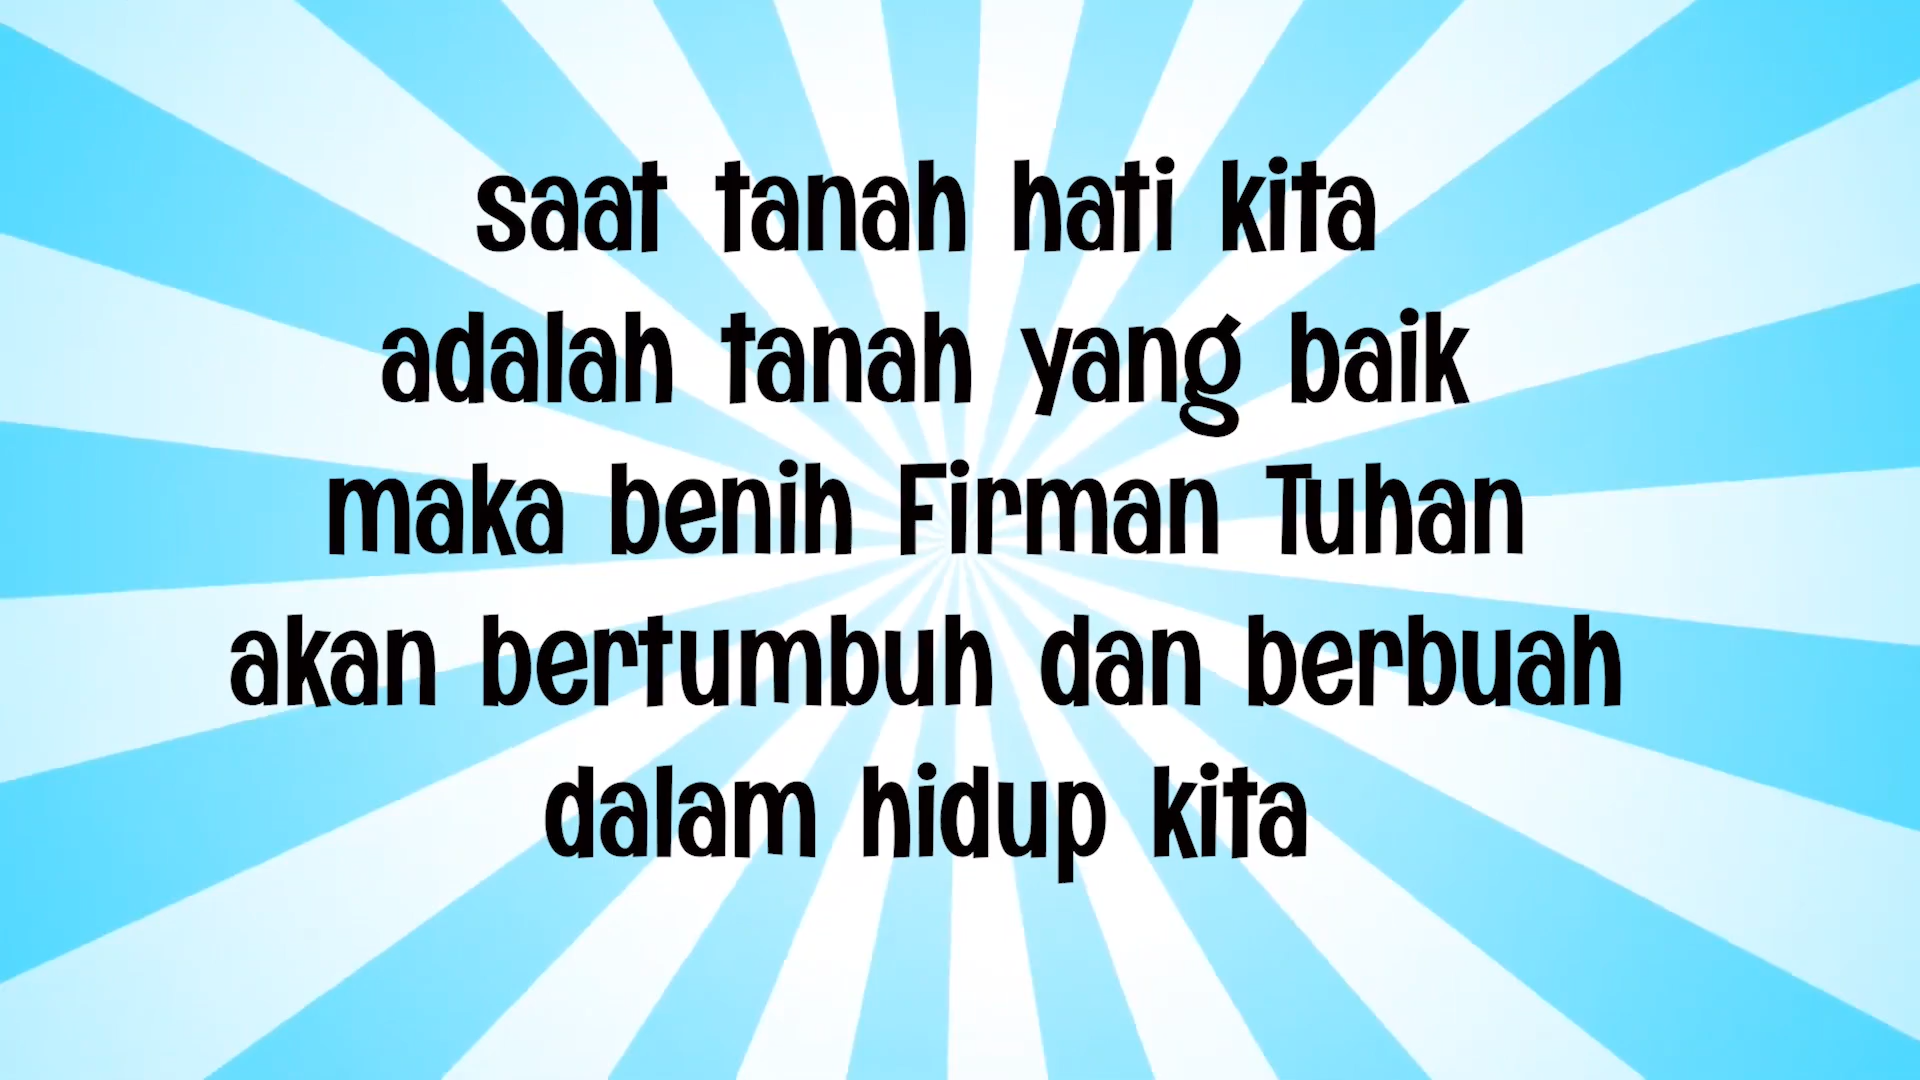 saat tanah hati kita
adalah tanah yang baik
maka benih Firman Tuhan
akan bertumbuh dan berbuah
dalam hidup kita